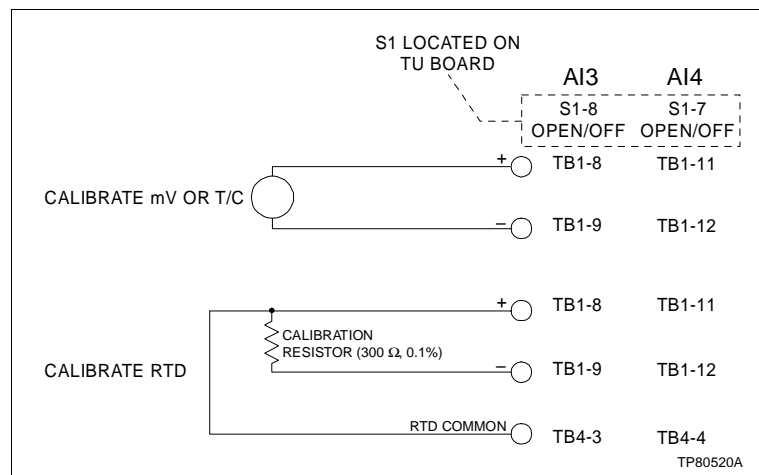 S1 LOCATED ON
TU BOARD
AI3 AI4
S1-8 S1-7
OPEN/OFF OPEN/OFF
+ TB1-8 TB1-11
CALIBRATE mV OR T/C
– TB1-9 TB1-12
+ TB1-8 TB1-11
CALIBRATION
RESISTOR (300 Ω, 0.1%)
CALIBRATE RTD
– TB1-9 TB1-12
RTD COMMON TB4-3 TB4-4
TP80520A